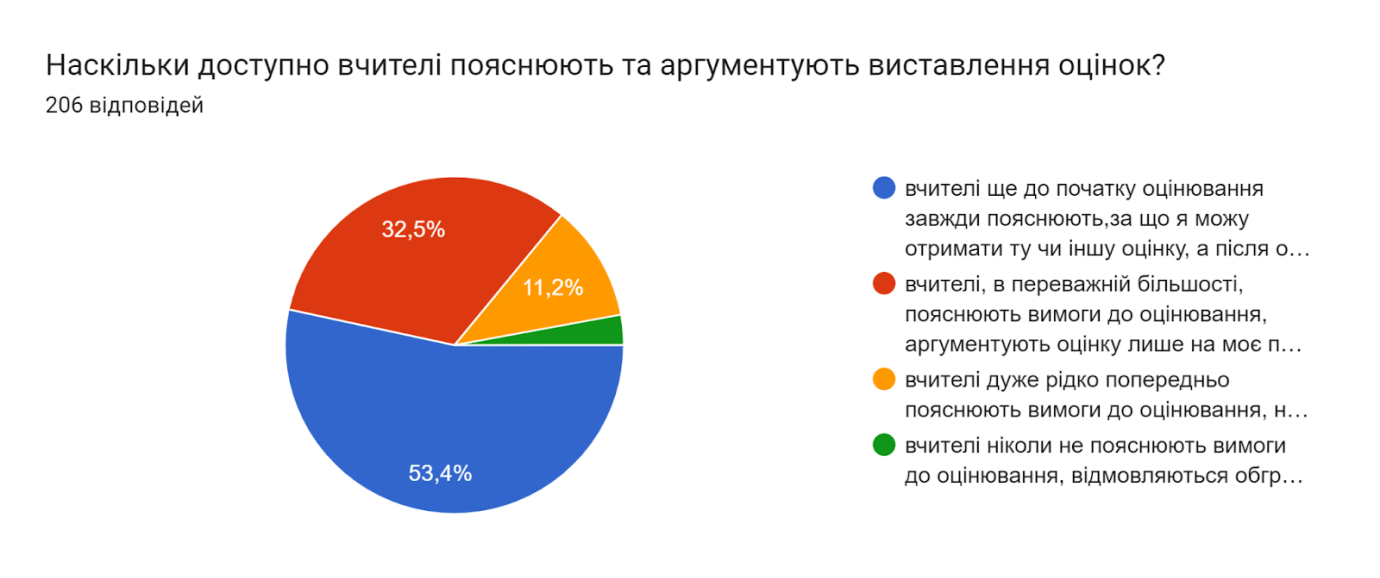 Наскільки доступно вчителі пояснюють та аргументують виставлення оцінок?
206 відповідей
32,5%
11,2%
53,4%
вчителі ще до початку оцінювання
завжди пояснюють,за що я можу
отримати ту чи іншу оцінку, а після о...
вчителі, в переважній більшості,
пояснюють вимоги до оцінювання,
аргументують оцінку лише на моє п...
вчителі дуже рідко попередньо
пояснюють вимоги до оцінювання, н...
вчителі ніколи не пояснюють вимоги
до оцінювання, відмовляються обгр...